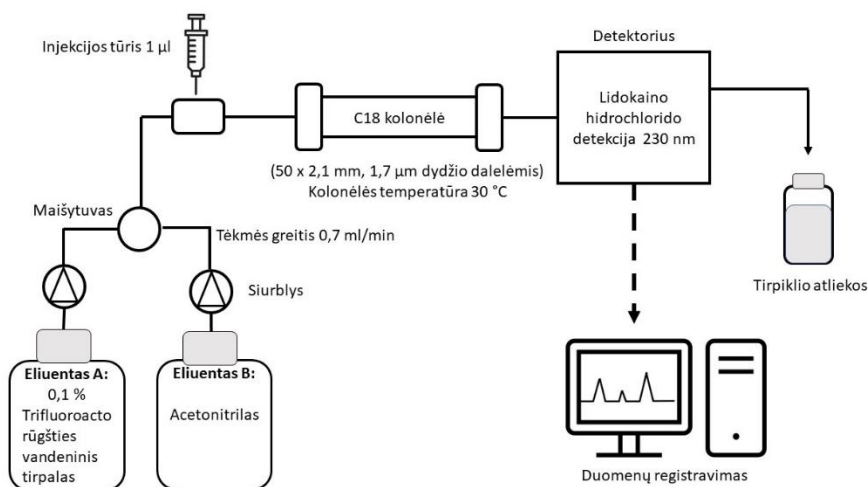 Injekcijos tūris 1 µl
Detektorius
C18 kolonėlė
Lidokaino
hidrochlorido
detekcija 230 nm
(50 x 2,1 mm, 1,7 µm dydžio dalelėmis)
Kolonėlės temperatūra 30 °C
Maišytuvas
Tėkmės greitis 0,7 ml/min
Siurblys
Tirpiklio atliekos
Eliuentas A:
0,1 %
Trifluoroacto
rūgšties
vandeninis
tirpalas
Eliuentas B:
Acetonitrilas
Duomenų registravimas